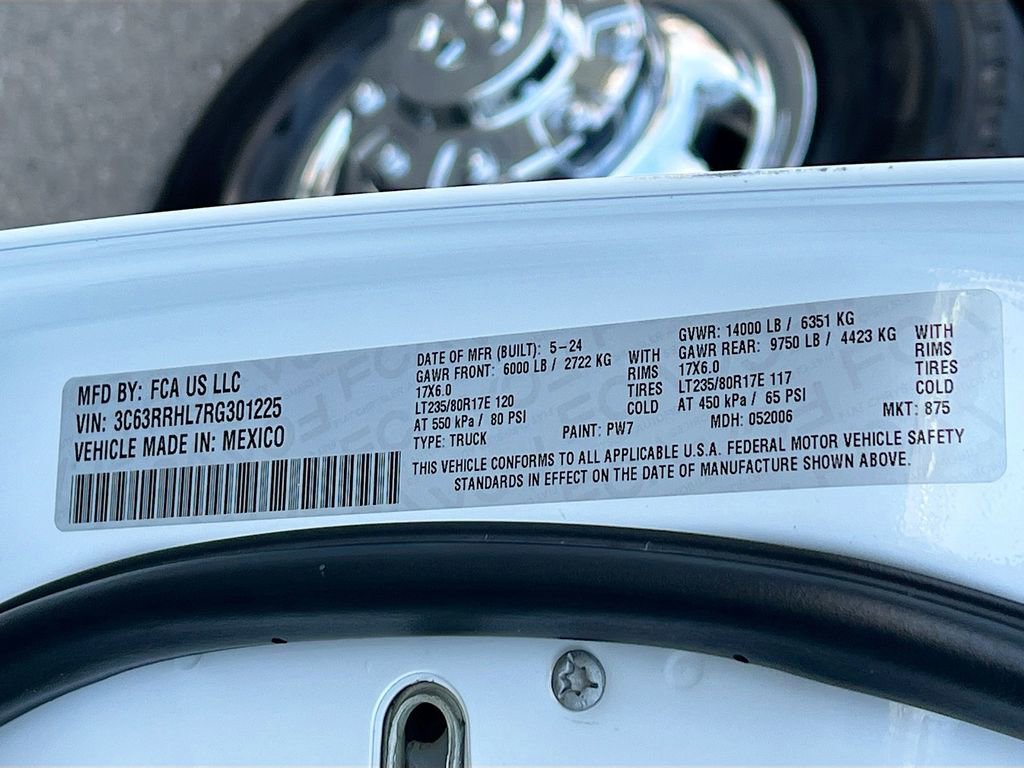 MFD BY: FCA US LLC
VIN: 3C63RRHL7RG301225
VEHICLE MADE IN: MEXICO
DATE OF MFR (BUILT): 5-24
GAWR FRONT: 6000 LB / 2722 KG WITH
17X6.0 RIMS
LT235/80R17E 120 TIRES
AT 550 kPa / 80 PSI COLD
TYPE: TRUCK PAINT: PW7
GVWR: 14000 LB / 6351 KG
GAWR REAR: 9750 LB / 4423 KG WITH
17X6.0 RIMS
LT235/80R17E 117 TIRES
AT 450 kPa / 65 PSI COLD
MDH: 052006 MKT: 875
THIS VEHICLE CONFORMS TO ALL APPLICABLE U.S.A. FEDERAL MOTOR VEHICLE SAFETY
STANDARDS IN EFFECT ON THE DATE OF MANUFACTURE SHOWN ABOVE.